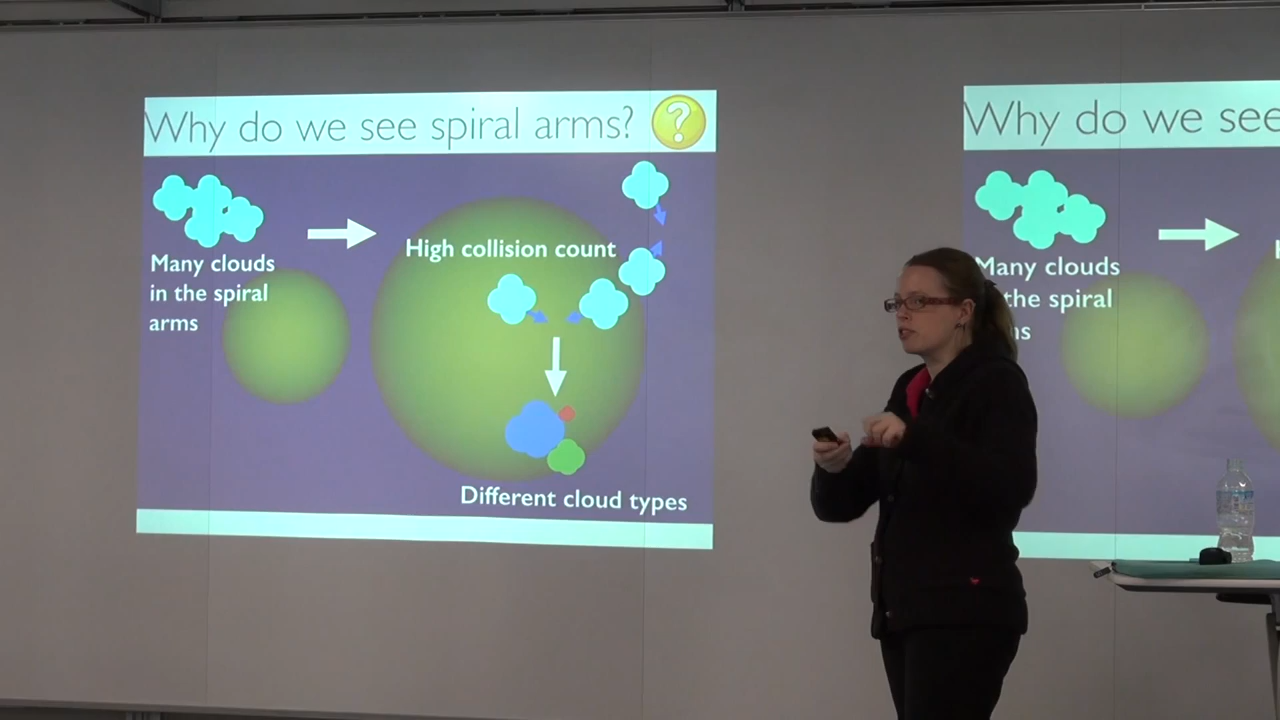 Why do we see spiral arms?
?
Many clouds
in the spiral
arms
High collision count
Different cloud types
Why do we see
?
Many clouds
the spiral